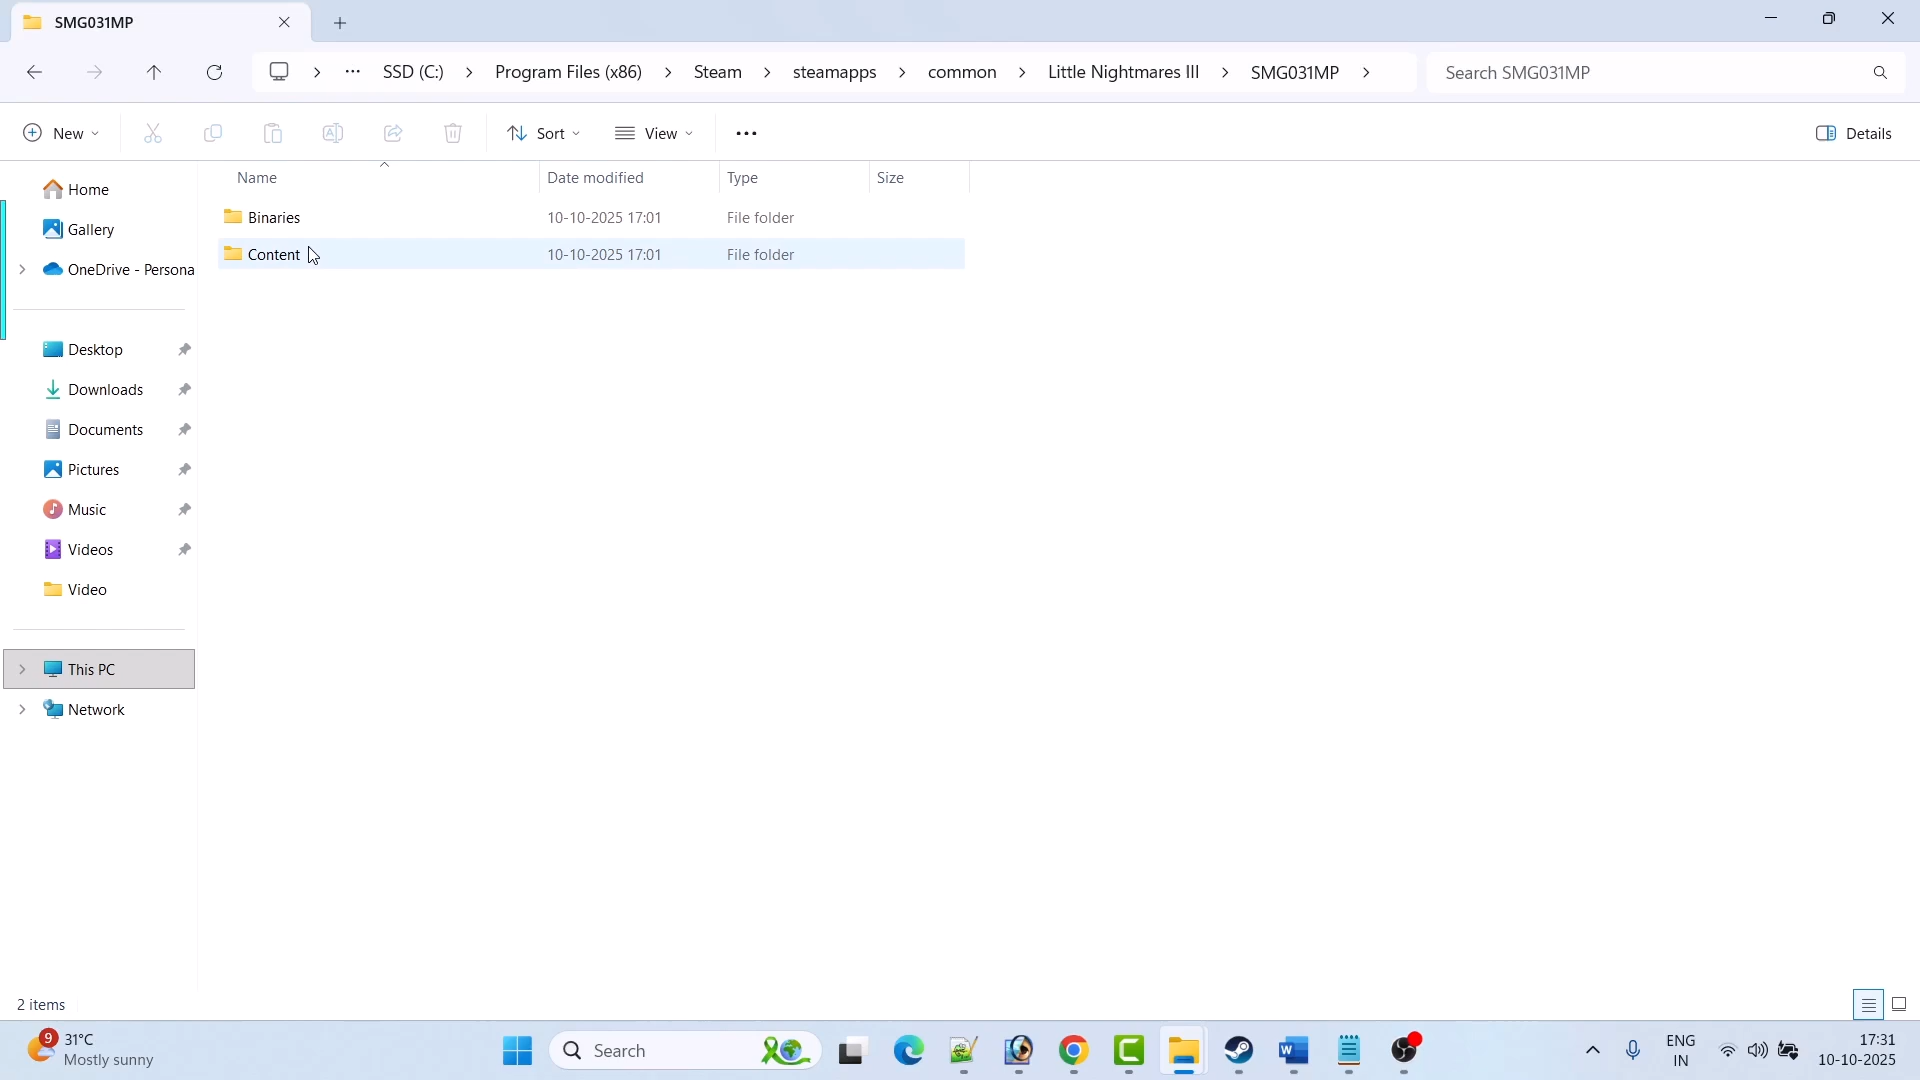 SMG031MP
SSD (C:) Program Files (x86) Steam steamapps common Little Nightmares III SMG031MP
Search SMG031MP
New Sort View Details
Name Date modified Type Size
Binaries 10-10-2025 17:01 File folder
Content 10-10-2025 17:01 File folder
Home
Gallery
OneDrive - Persona
Desktop
Downloads
Documents
Pictures
Music
Videos
Video
This PC
Network
2 items
9 31°C
Mostly sunny
Search
ENG
IN
17:31
10-10-2025